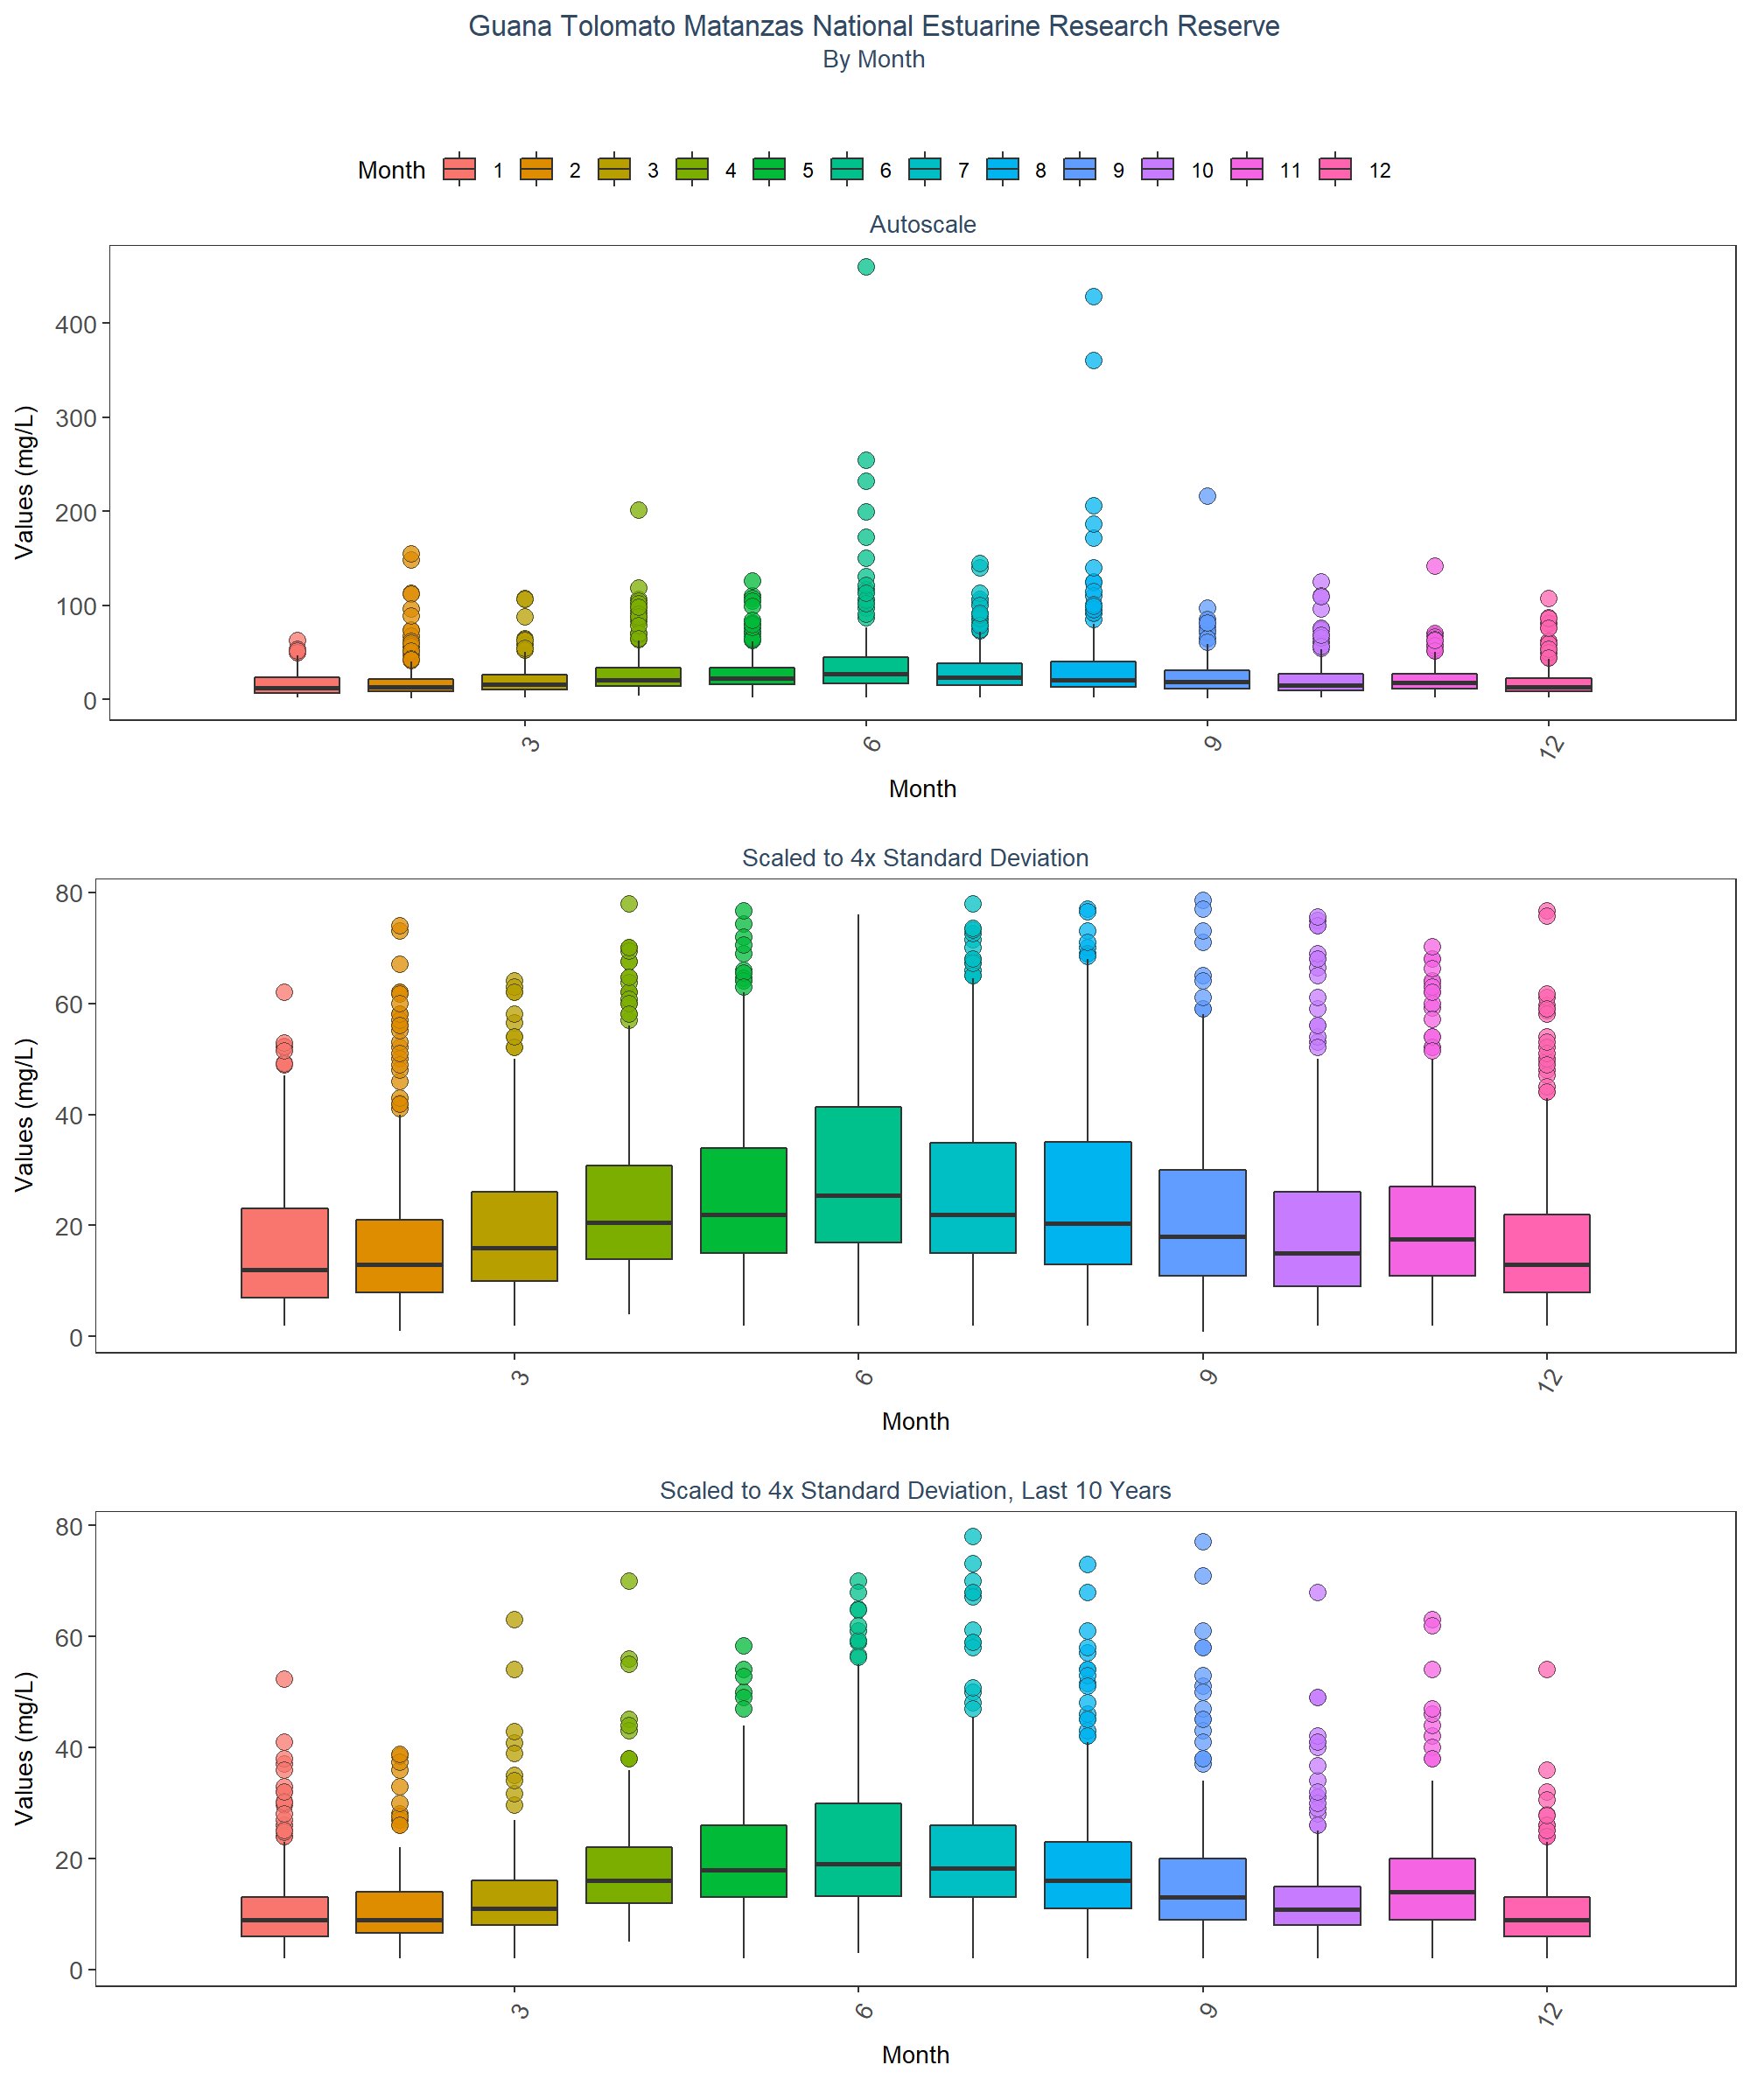 Guana Tolomato Matanzas National Estuarine Research Reserve
By Month
Month 1 2 3 4 5 6 7 8 9 10 11 12
Autoscale
Values (mg/L)
400
300
200
100
0
3 6 9 12
Month
Scaled to 4x Standard Deviation
Values (mg/L)
80
60
40
20
0
3 6 9 12
Month
Scaled to 4x Standard Deviation, Last 10 Years
Values (mg/L)
80
60
40
20
0
3 6 9 12
Month